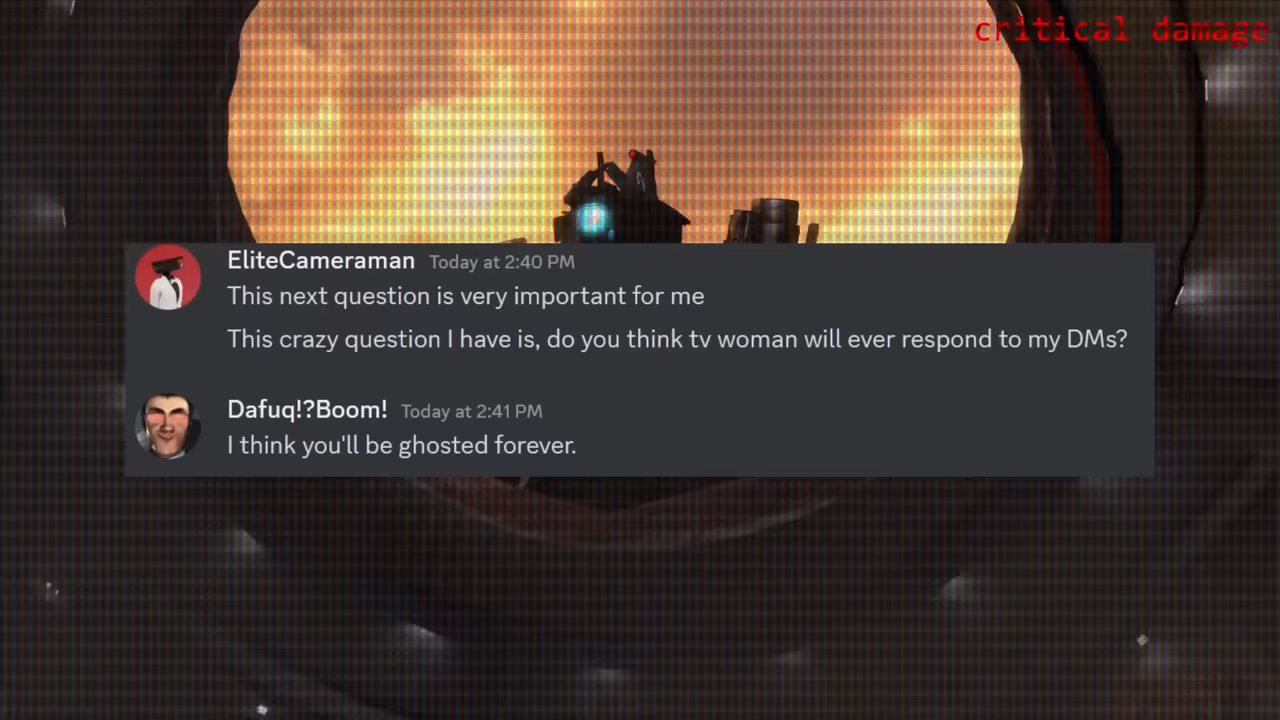 critical damage
EliteCameraman Today at 2:40 PM
This next question is very important for me
This crazy question I have is, do you think tv woman will ever respond to my DMs?
Dafuq!?Boom! Today at 2:41 PM
I think you'll be ghosted forever.